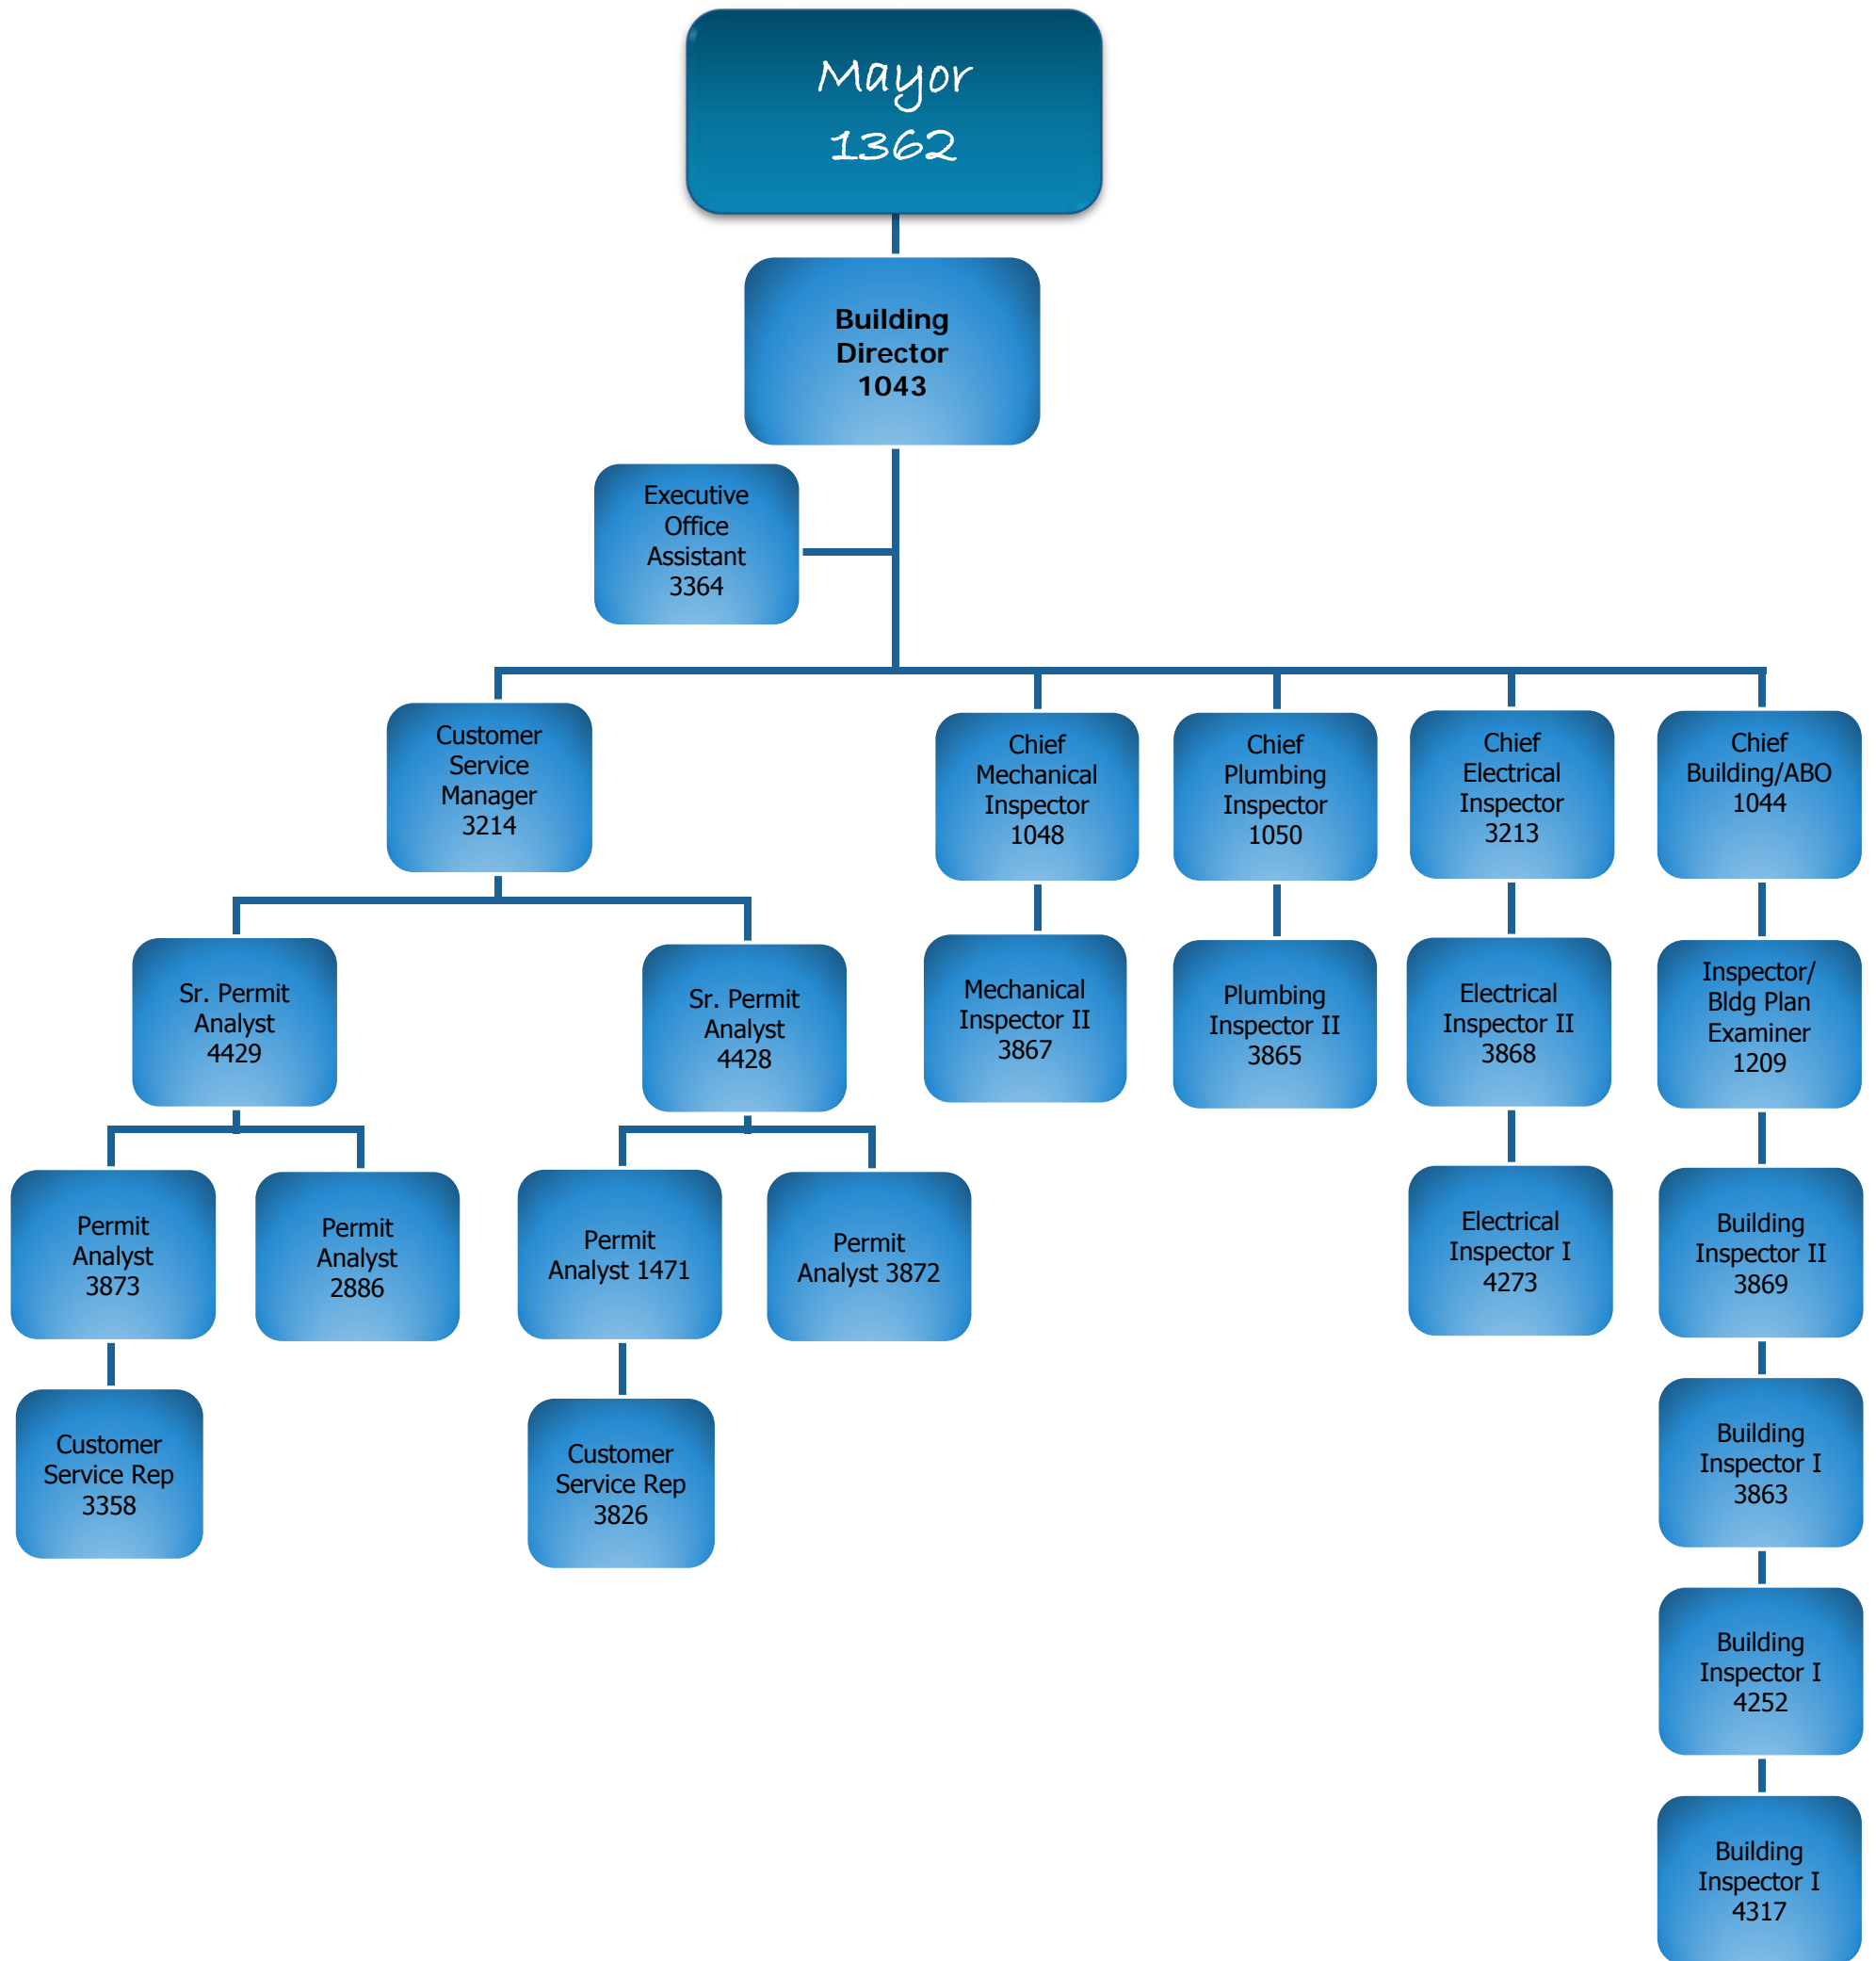 Mayor
1362
Building
Director
1043
Executive
Office
Assistant
3364
Customer
Service
Manager
3214
Chief
Mechanical
Inspector
1048
Chief
Plumbing
Inspector
1050
Chief
Electrical
Inspector
3213
Chief
Building/ABO
1044
Sr. Permit
Analyst
4429
Sr. Permit
Analyst
4428
Mechanical
Inspector II
3867
Plumbing
Inspector II
3865
Electrical
Inspector II
3868
Inspector/
Bldg Plan
Examiner
1209
Permit
Analyst
3873
Permit
Analyst
2886
Permit
Analyst 1471
Permit
Analyst 3872
Electrical
Inspector I
4273
Building
Inspector II
3869
Customer
Service Rep
3358
Customer
Service Rep
3826
Building
Inspector I
3863
Building
Inspector I
4252
Building
Inspector I
4317